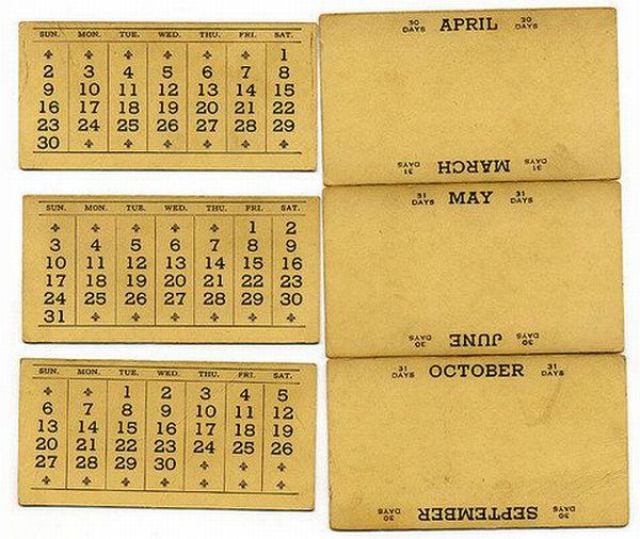 SUN. MON. TUE. WED. THU. FRI. SAT.
1
2 3 4 5 6 7 8
9 10 11 12 13 14 15
16 17 18 19 20 21 22
23 24 25 26 27 28 29
30
30 DAYS APRIL 30 DAYS
31 DAYS MARCH 31 DAYS
SUN. MON. TUE. WED. THU. FRI. SAT.
1 2
3 4 5 6 7 8 9
10 11 12 13 14 15 16
17 18 19 20 21 22 23
24 25 26 27 28 29 30
31
31 DAYS MAY 31 DAYS
30 DAYS JUNE 30 DAYS
SUN. MON. TUE. WED. THU. FRI. SAT.
1 2 3 4 5
6 7 8 9 10 11 12
13 14 15 16 17 18 19
20 21 22 23 24 25 26
27 28 29 30
31 DAYS OCTOBER 31 DAYS
30 DAYS SEPTEMBER 30 DAYS